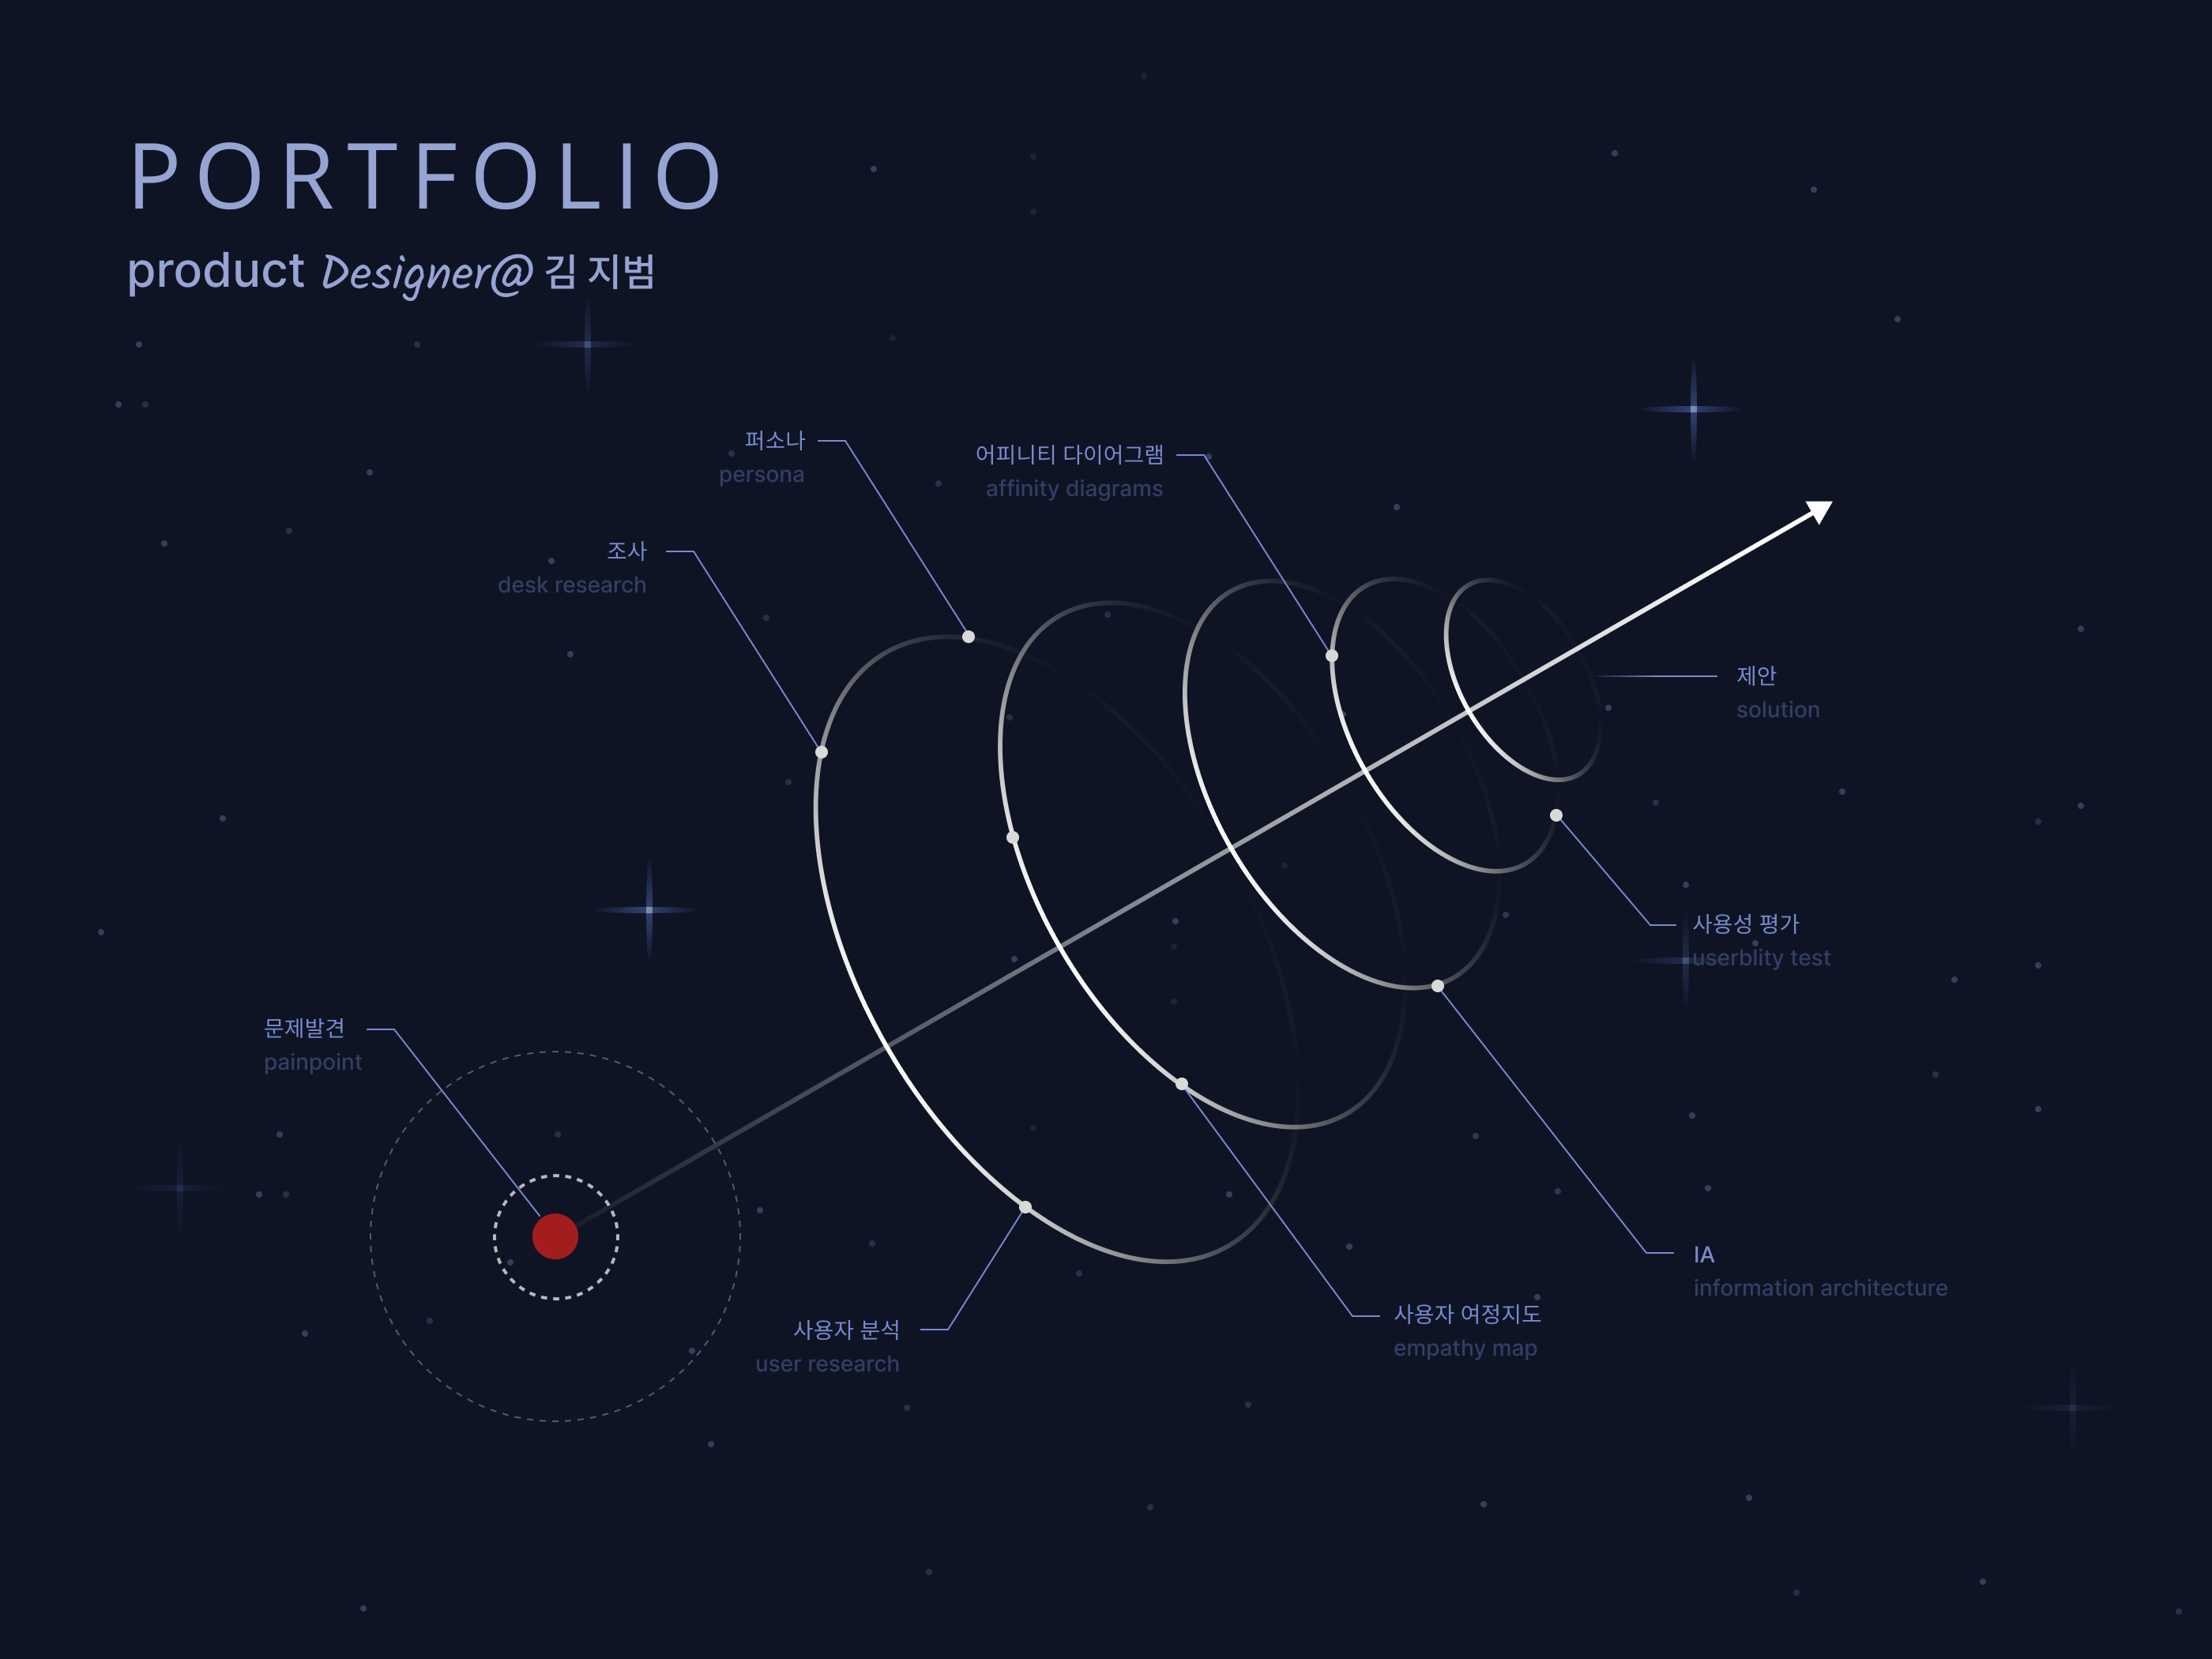 PORTFOLIO
product Designer@ 김 지범
퍼소나
persona
어피니티 다이어그램
affinity diagrams
조사
desk research
제안
solution
사용성 평가
userblity test
문제발견
painpoint
IA
information architecture
사용자 여정지도
empathy map
사용자 분석
user research